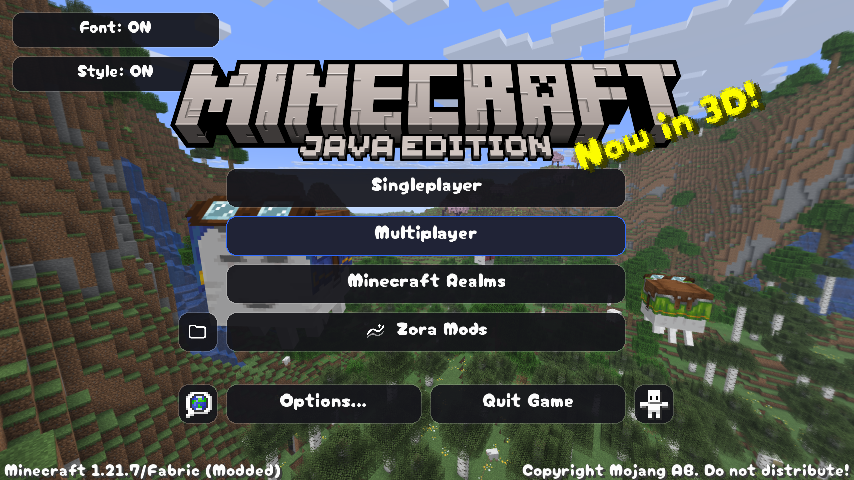 Font: ON
Style: ON
MINECRAFT
JAVA EDITION
Now in 3D!
Singleplayer
Multiplayer
Minecraft Realms
Zora Mods
Options...
Quit Game
Minecraft 1.21.7/Fabric (Modded)
Copyright Mojang AB. Do not distribute!